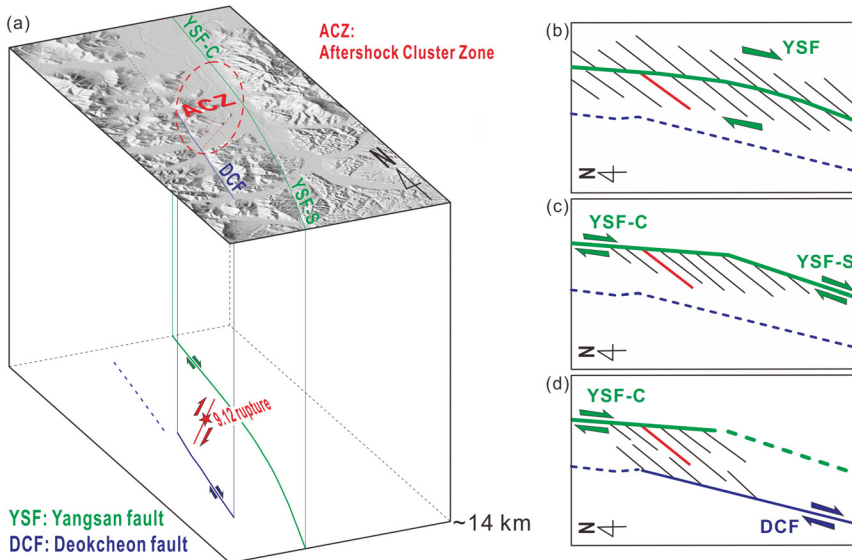 (a)
YSF-C
ACZ:
Aftershock Cluster Zone
ACZ
DCF
N
YSF-S
9.12 rupture
YSF: Yangsan fault
DCF: Deokcheon fault
~14 km
(b)
YSF
N
(c)
YSF-C
YSF-S
N
(d)
YSF-C
N
DCF